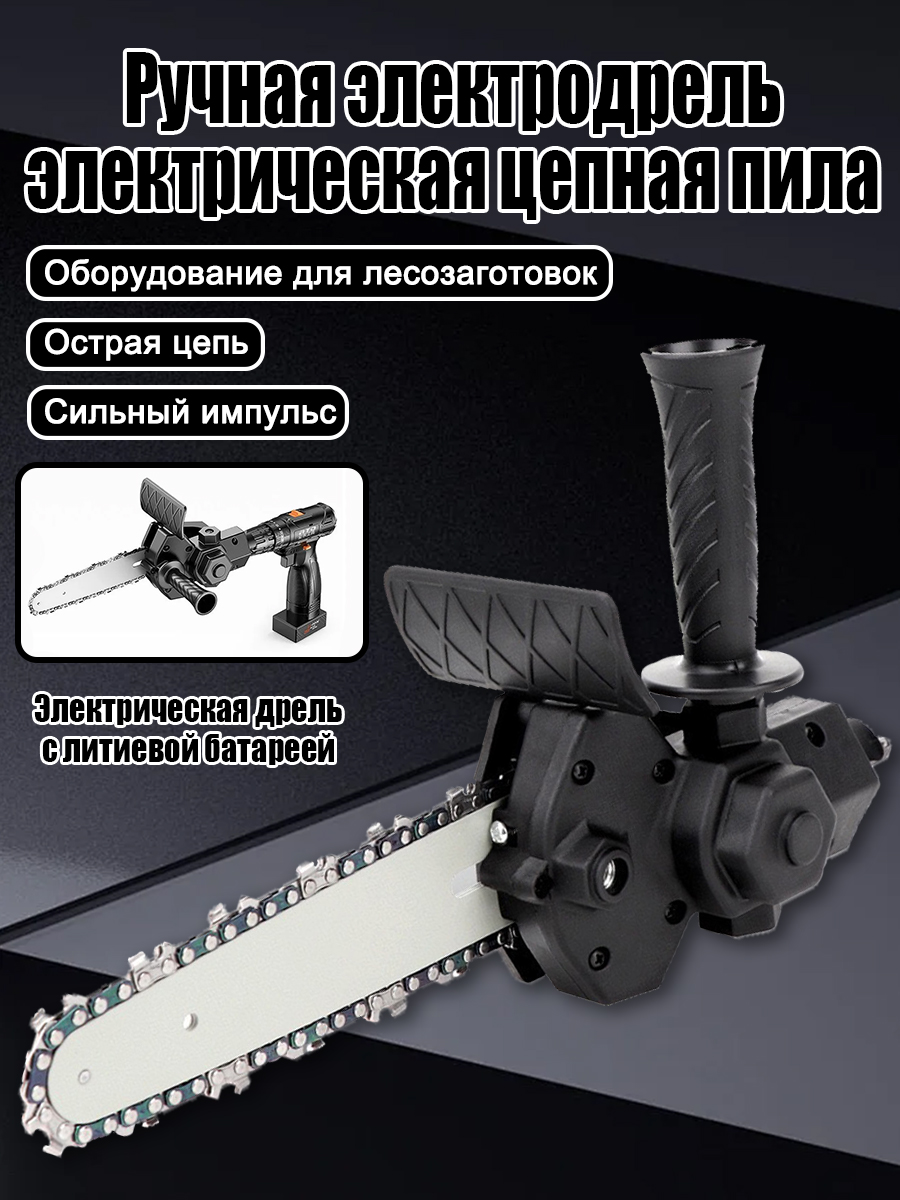 Ручная электродрель
электрическая цепная пила
Оборудование для лесозаготовок
Острая цепь
Сильный импульс
Электрическая дрель
с литиевой батареей